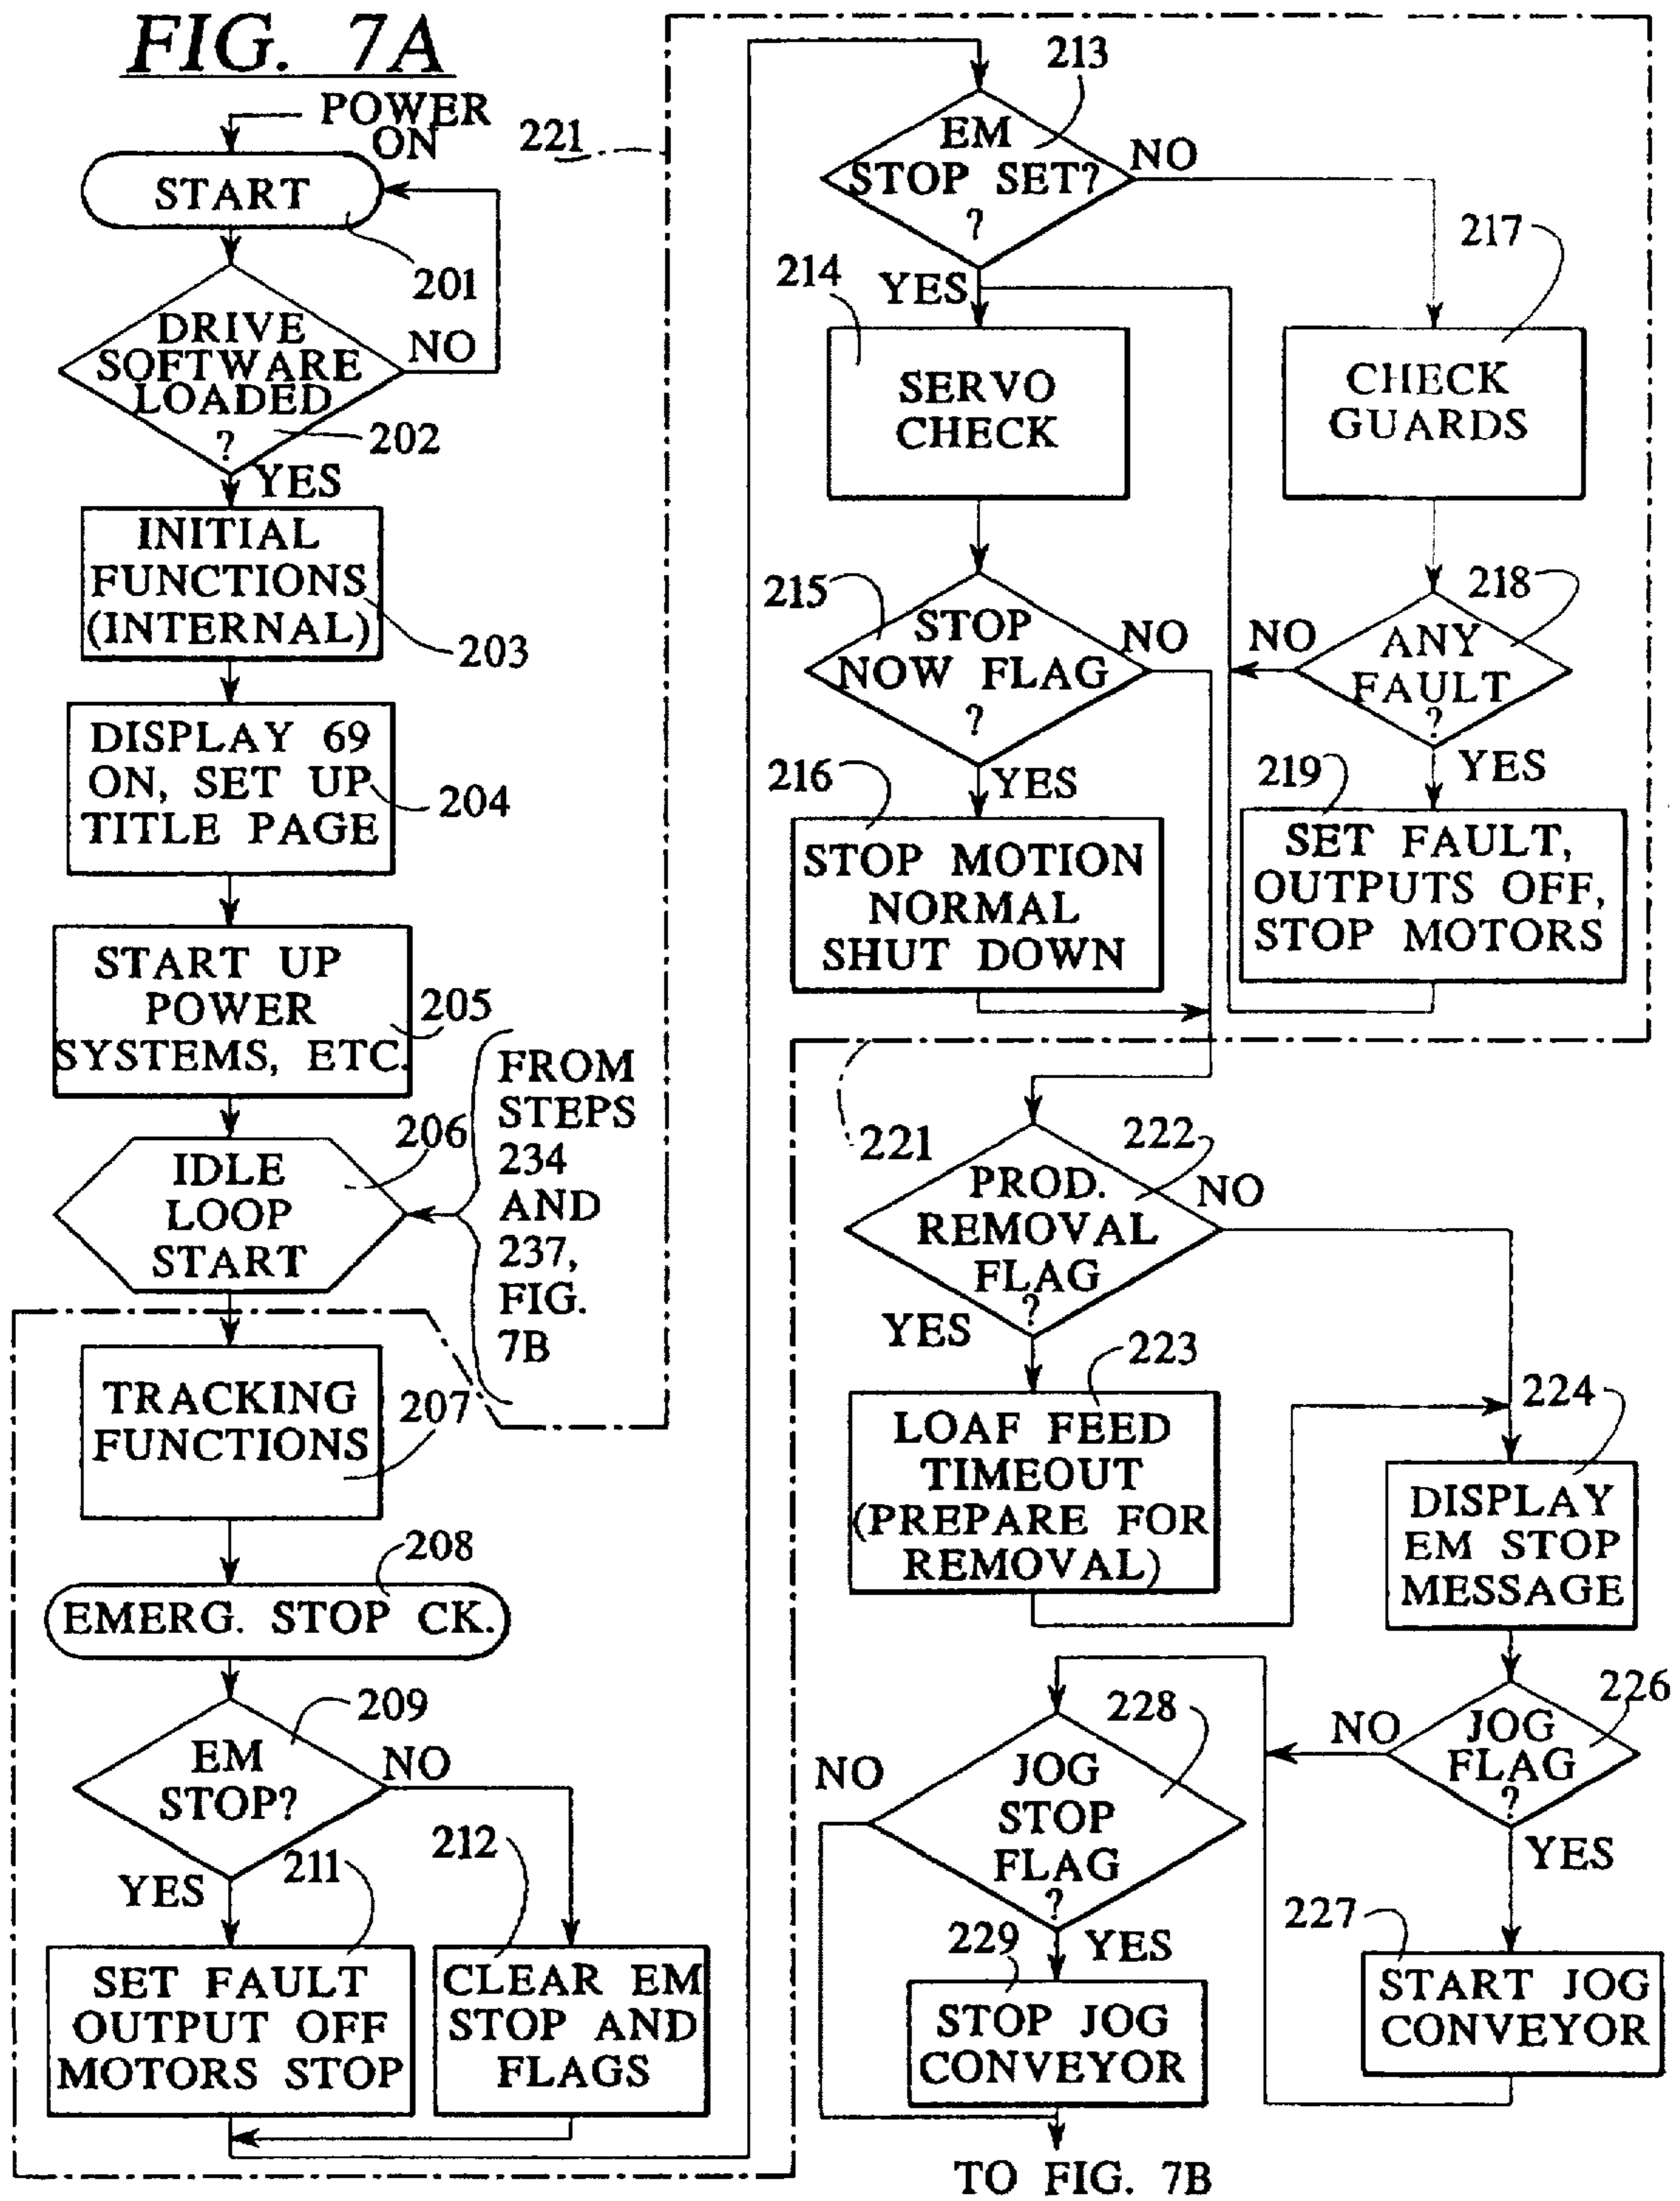 FIG. 7A
POWER
ON
START
201
DRIVE
SOFTWARE
LOADED
?
202
NO
YES
INITIAL
FUNCTIONS
(INTERNAL)
203
DISPLAY 69
ON, SET UP
TITLE PAGE
204
START UP
POWER
SYSTEMS, ETC.
205
IDLE
LOOP
START
206
FROM
STEPS
234
AND
237,
FIG.
7B
TRACKING
FUNCTIONS
207
208
EMERG. STOP CK.
EM
STOP?
209
NO
YES
211
SET FAULT
OUTPUT OFF
MOTORS STOP
212
CLEAR EM
STOP AND
FLAGS
221
213
EM
STOP SET?
?
NO
YES
214
SERVO
CHECK
215
STOP
NOW FLAG
?
NO
YES
216
STOP MOTION
NORMAL
SHUT DOWN
217
CHECK
GUARDS
218
ANY
FAULT
?
NO
YES
219
SET FAULT,
OUTPUTS OFF,
STOP MOTORS
221
222
PROD.
REMOVAL
FLAG
?
NO
YES
223
LOAF FEED
TIMEOUT
(PREPARE FOR
REMOVAL)
224
DISPLAY
EM STOP
MESSAGE
226
JOG
FLAG
?
NO
YES
227
START JOG
CONVEYOR
228
JOG
STOP
FLAG
?
NO
YES
229
STOP JOG
CONVEYOR
TO FIG. 7B